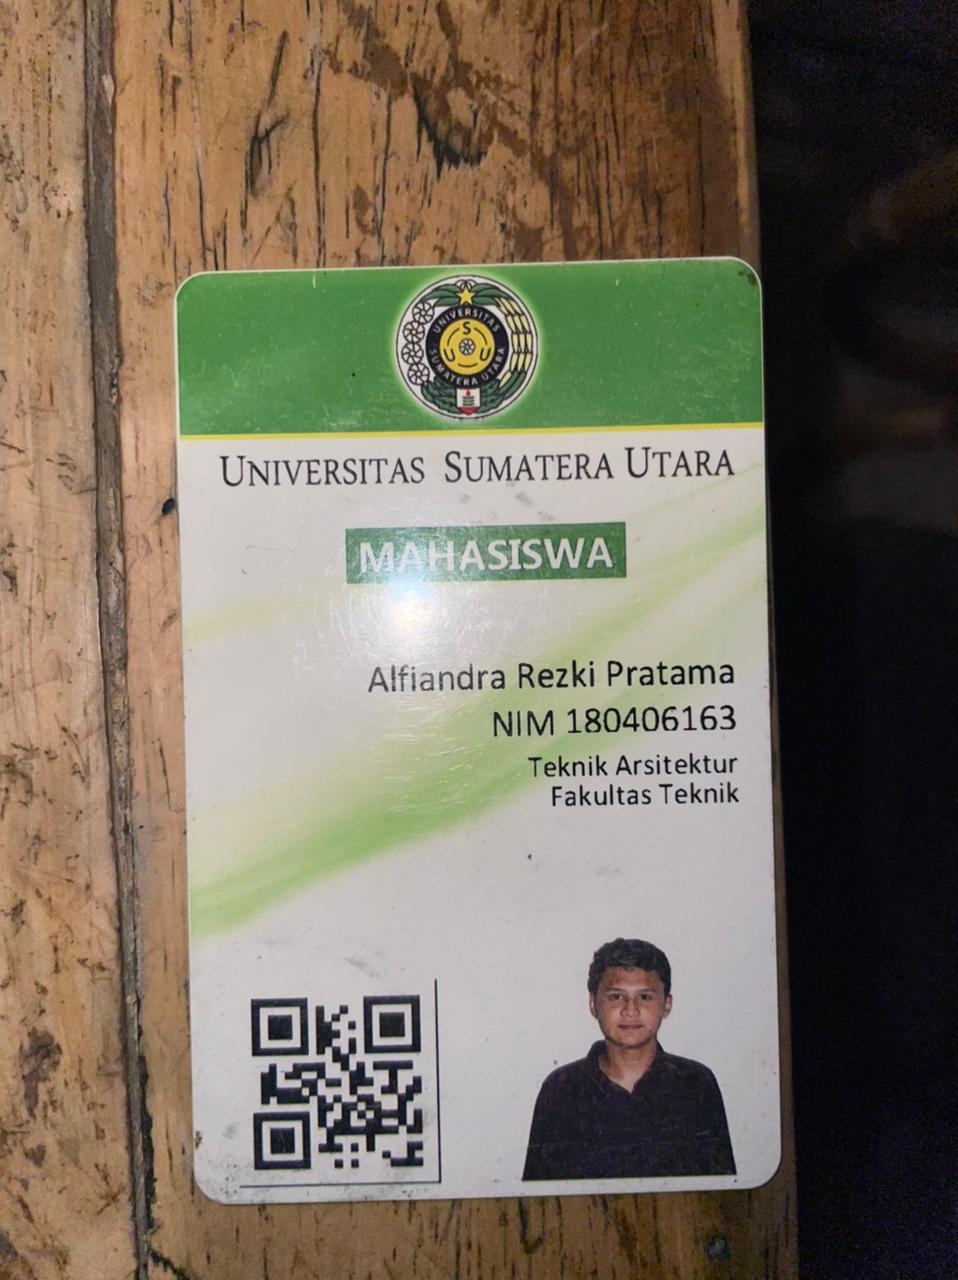 UNIVERSITAS
S
U U
SUMATERA UTARA
UNIVERSITAS SUMATERA UTARA
MAHASISWA
Alfiandra Rezki Pratama
NIM 180406163
Teknik Arsitektur
Fakultas Teknik